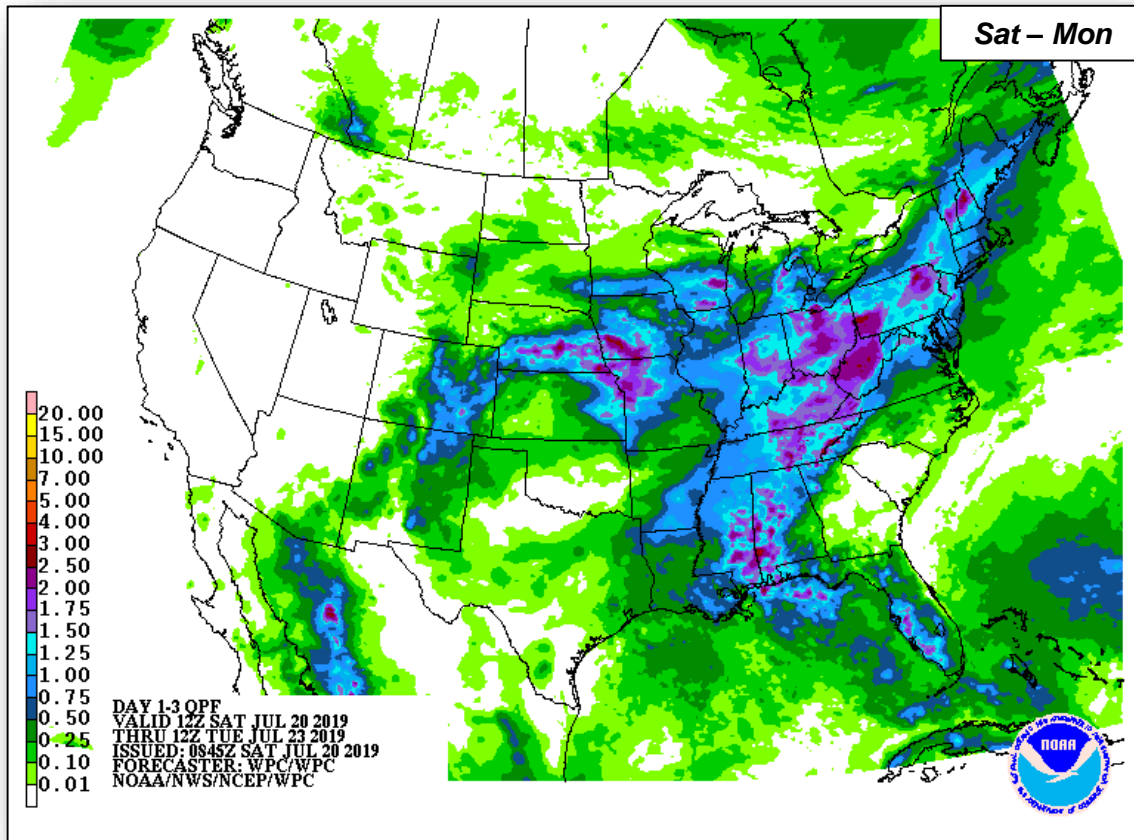 Sat – Mon
20.00
15.00
10.00
7.00
5.00
4.00
3.00
2.50
2.00
1.75
1.50
1.25
1.00
0.75
0.50
0.25
0.10
0.01
DAY 1-3 QPF
VALID 12Z SAT JUL 20 2019
THRU 12Z TUE JUL 23 2019
ISSUED: 0845Z SAT JUL 20 2019
FORECASTER: WPC/WPC
NOAA/NWS/NCEP/WPC
NOAA